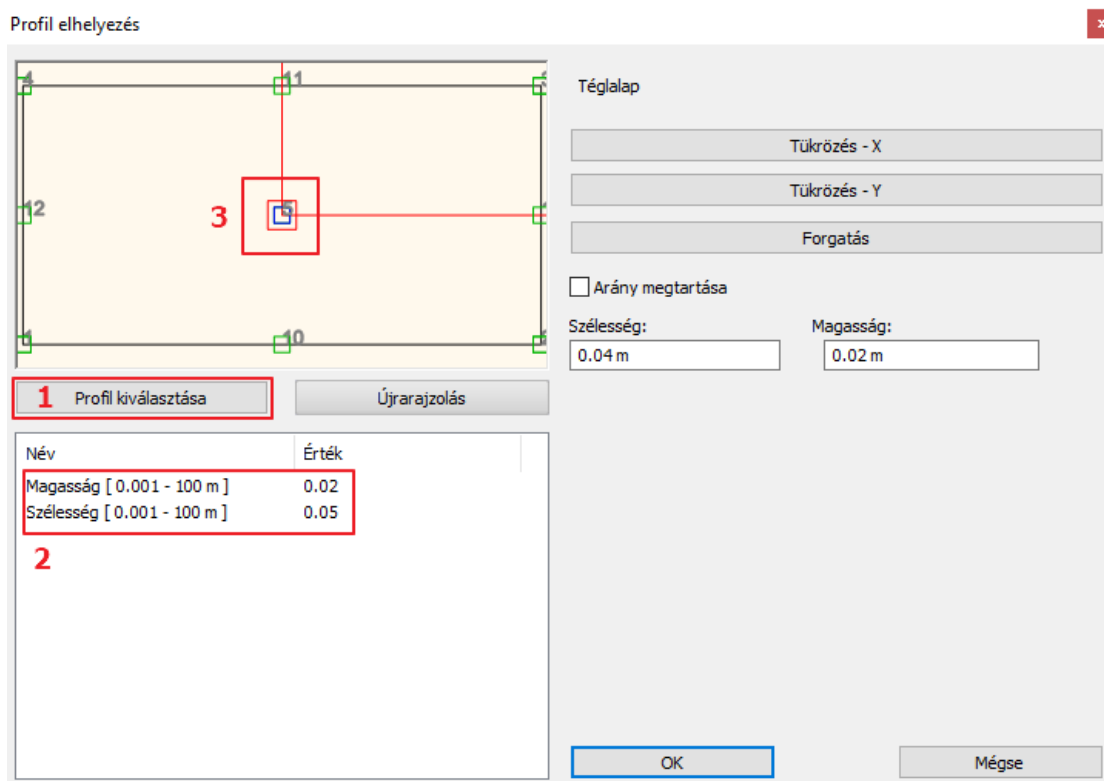 Profil elhelyezés
x
4
11
3
12
3
5
1
10
2
1 Profil kiválasztása
Újrarajzolás
Név Érték
Magasság [ 0.001 - 100 m ] 0.02
Szélesség [ 0.001 - 100 m ] 0.05
2
Téglalap
Tükrözés - X
Tükrözés - Y
Forgatás
Arány megtartása
Szélesség: Magasság:
0.04 m 0.02 m
OK Mégse